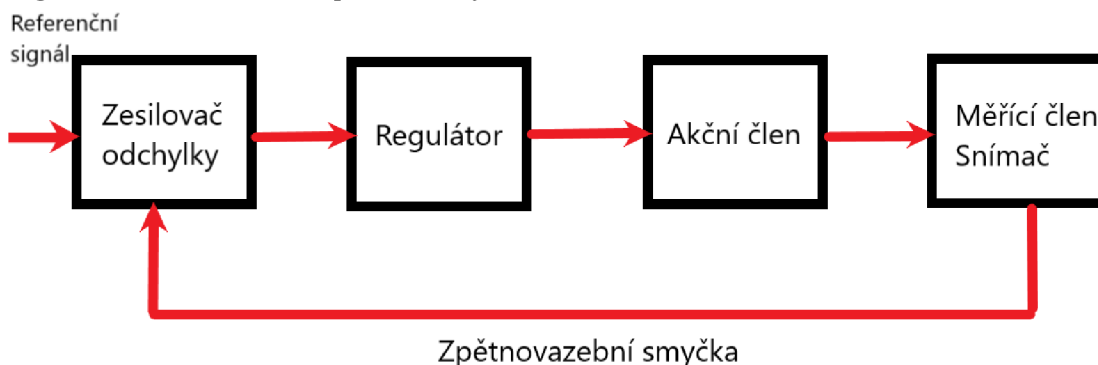 Referenční
signál
Zesilovač
odchylky
Regulátor
Akční člen
Měřící člen
Snímač
Zpětnovazební smyčka